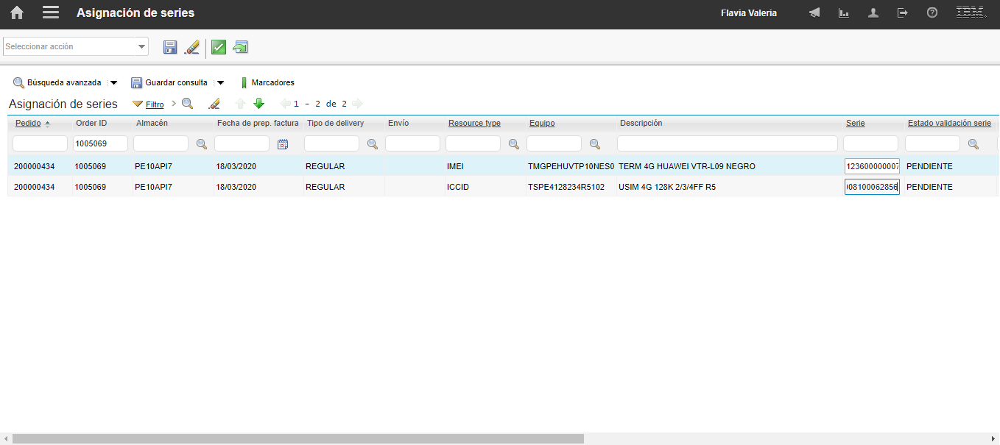 Asignación de series Flavia Valeria IBM.
Seleccionar acción
Búsqueda avanzada Guardar consulta Marcadores
Asignación de series Filtro 1 - 2 de 2
Pedido Order ID Almacén Fecha de prep. factura Tipo de delivery Envío Resource type Equipo Descripción Serie Estado validación serie
1005069
200000434 1005069 PE10API7 18/03/2020 REGULAR IMEI TMGPEHUVTP10NES0 TERM 4G HUAWEI VTR-L09 NEGRO 123600000007 PENDIENTE
200000434 1005069 PE10API7 18/03/2020 REGULAR ICCID TSPE4128234R5102 USIM 4G 128K 2/3/4FF R5 08100062856 PENDIENTE